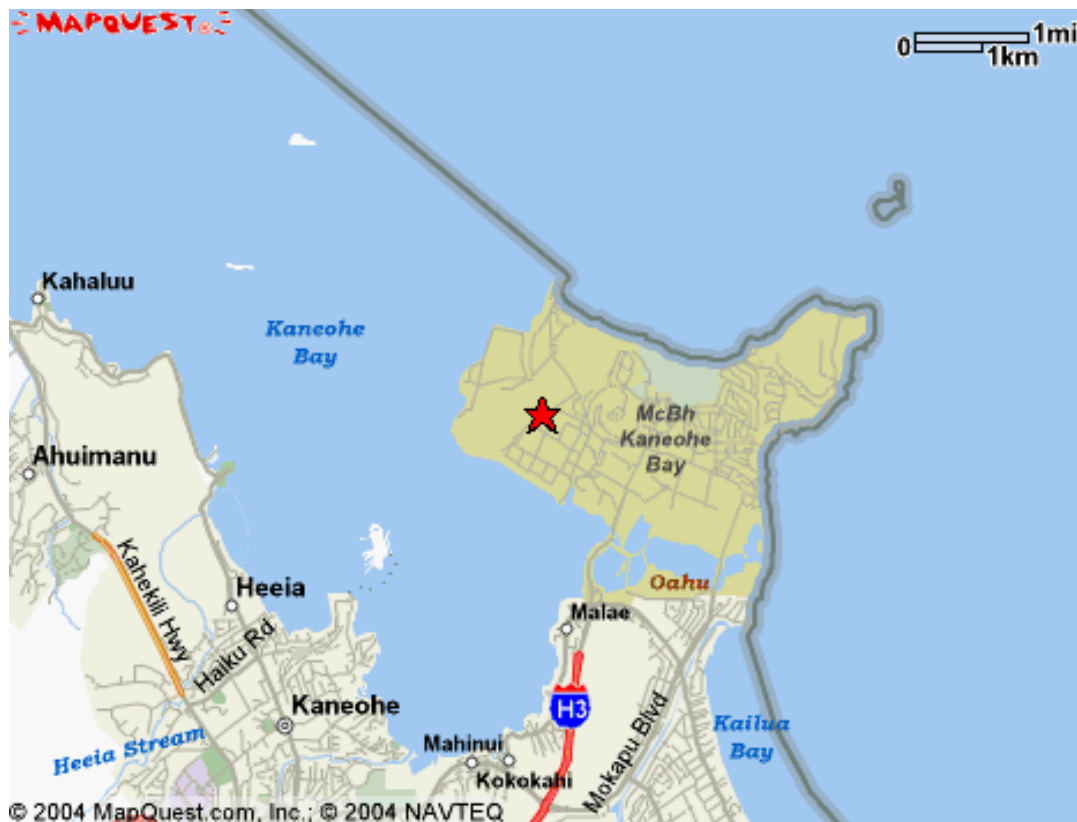 MAPQUEST®
1mi
0
1km
Kahaluu
Kaneohe
Bay
McBh
Kaneohe
Bay
Ahuimanu
Kahekili Hwy
Heeia
Oahu
Malae
Haiku Rd
Kaneohe
H3
Mokapu Blvd
Kailua
Bay
Heeia Stream
Mahinui
Kokokahi
© 2004 MapQuest.com, Inc.; © 2004 NAVTEQ